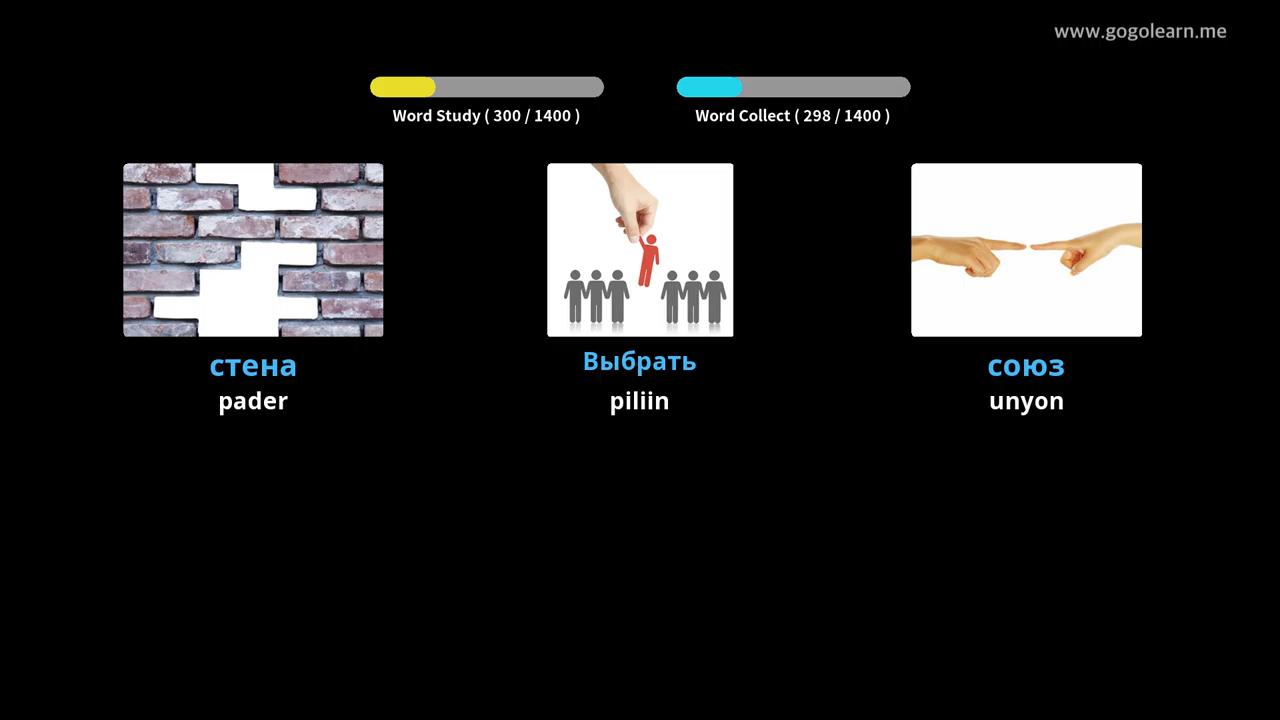 www.gogolearn.me
Word Study ( 300 / 1400 )
Word Collect ( 298 / 1400 )
стена
pader
Выбрать
piliin
союз
unyon